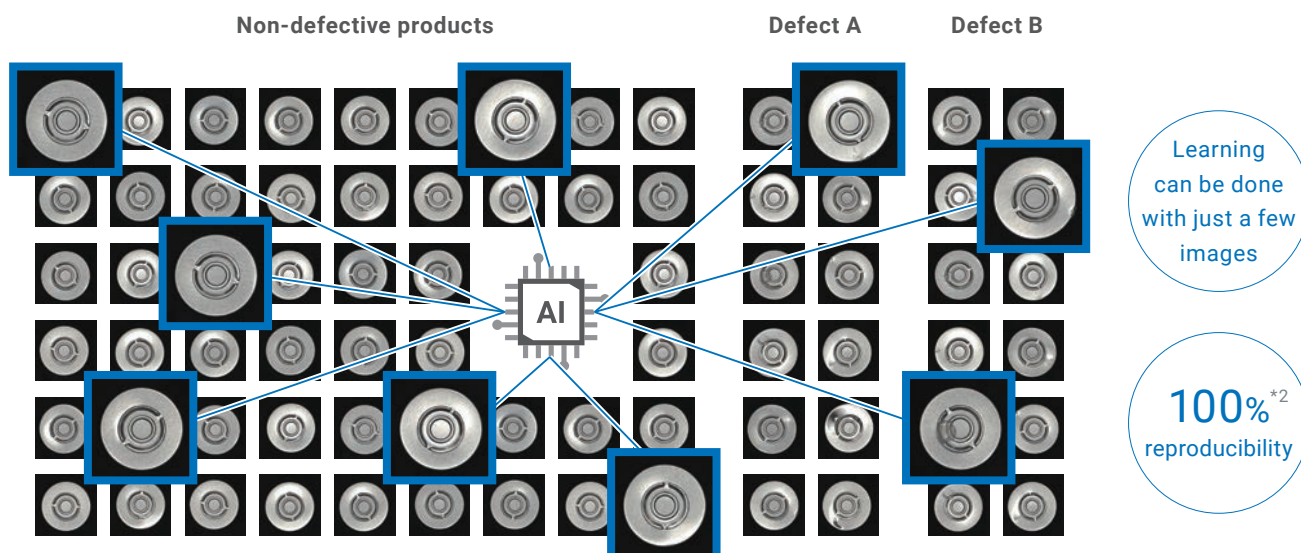 Non-defective products
Defect A
Defect B
AI
Learning
can be done
with just a few
images
100%*2
reproducibility